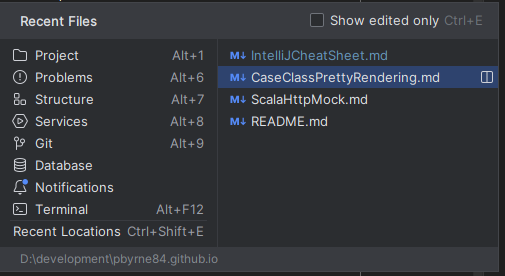 Recent Files
Show edited only Ctrl+E
Project Alt+1
Problems Alt+6
Structure Alt+7
Services Alt+8
Git Alt+9
Database
Notifications
Terminal Alt+F12
Recent Locations Ctrl+Shift+E
M↓ IntelliJCheatSheet.md
M↓ CaseClassPrettyRendering.md
M↓ ScalaHttpMock.md
M↓ README.md
D:\development\pbyrne84.github.io